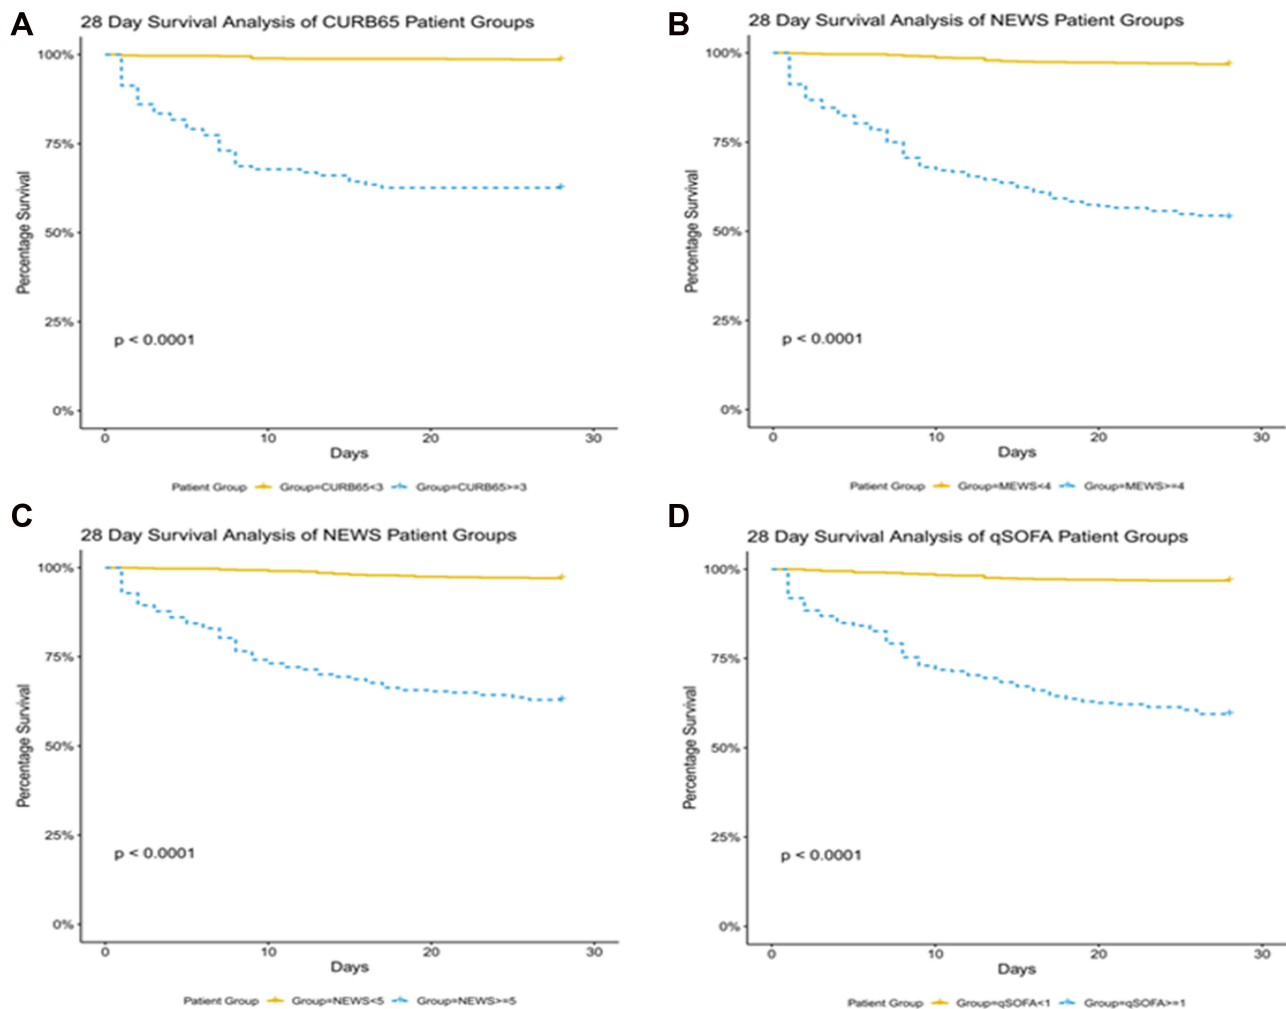 A
28 Day Survival Analysis of CURB65 Patient Groups
100%
75%
50%
25%
0%
Percentage Survival
p < 0.0001
0 10 20 30
Days
Patient Group Group=CURB65<3 Group=CURB65>=3
B
28 Day Survival Analysis of NEWS Patient Groups
100%
75%
50%
25%
0%
Percentage Survival
p < 0.0001
0 10 20 30
Days
Patient Group Group=MEWS<4 Group=MEWS>=4
C
28 Day Survival Analysis of NEWS Patient Groups
100%
75%
50%
25%
0%
Percentage Survival
p < 0.0001
0 10 20 30
Days
Patient Group Group=NEWS<5 Group=NEWS>=5
D
28 Day Survival Analysis of qSOFA Patient Groups
100%
75%
50%
25%
0%
Percentage Survival
p < 0.0001
0 10 20 30
Days
Patient Group Group=qSOFA<1 Group=qSOFA>=1